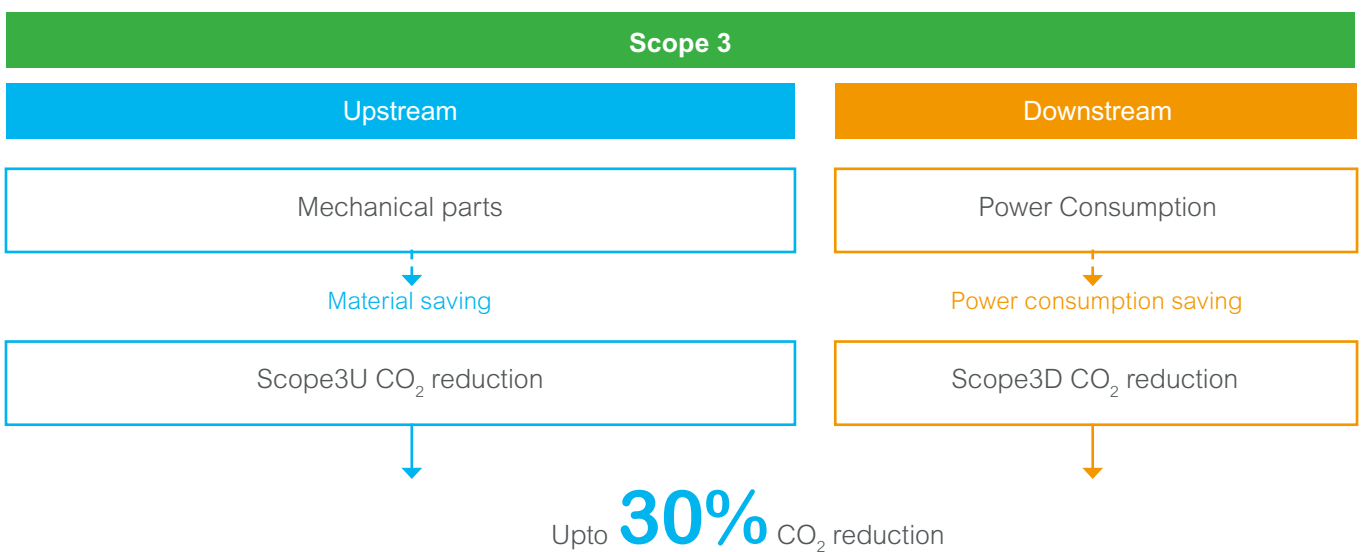 Scope 3
Upstream
Downstream
Mechanical parts
Power Consumption
Material saving
Power consumption saving
Scope3U CO₂ reduction
Scope3D CO₂ reduction
Upto 30% CO₂ reduction